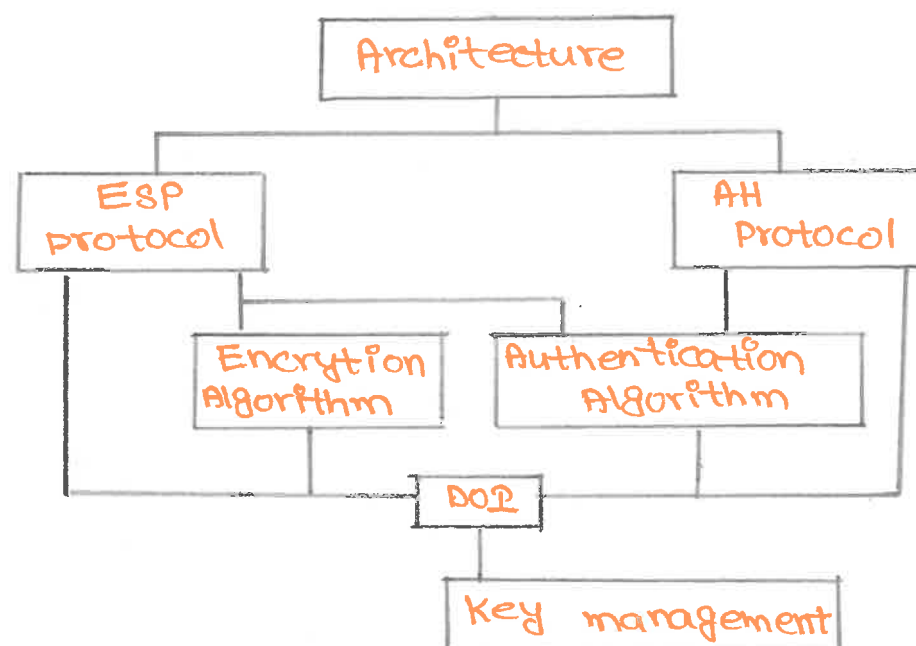 Architecture
ESP
protocol
AH
Protocol
Encrytion
Algorithm
Authentication
Algorithm
DOI
Key management